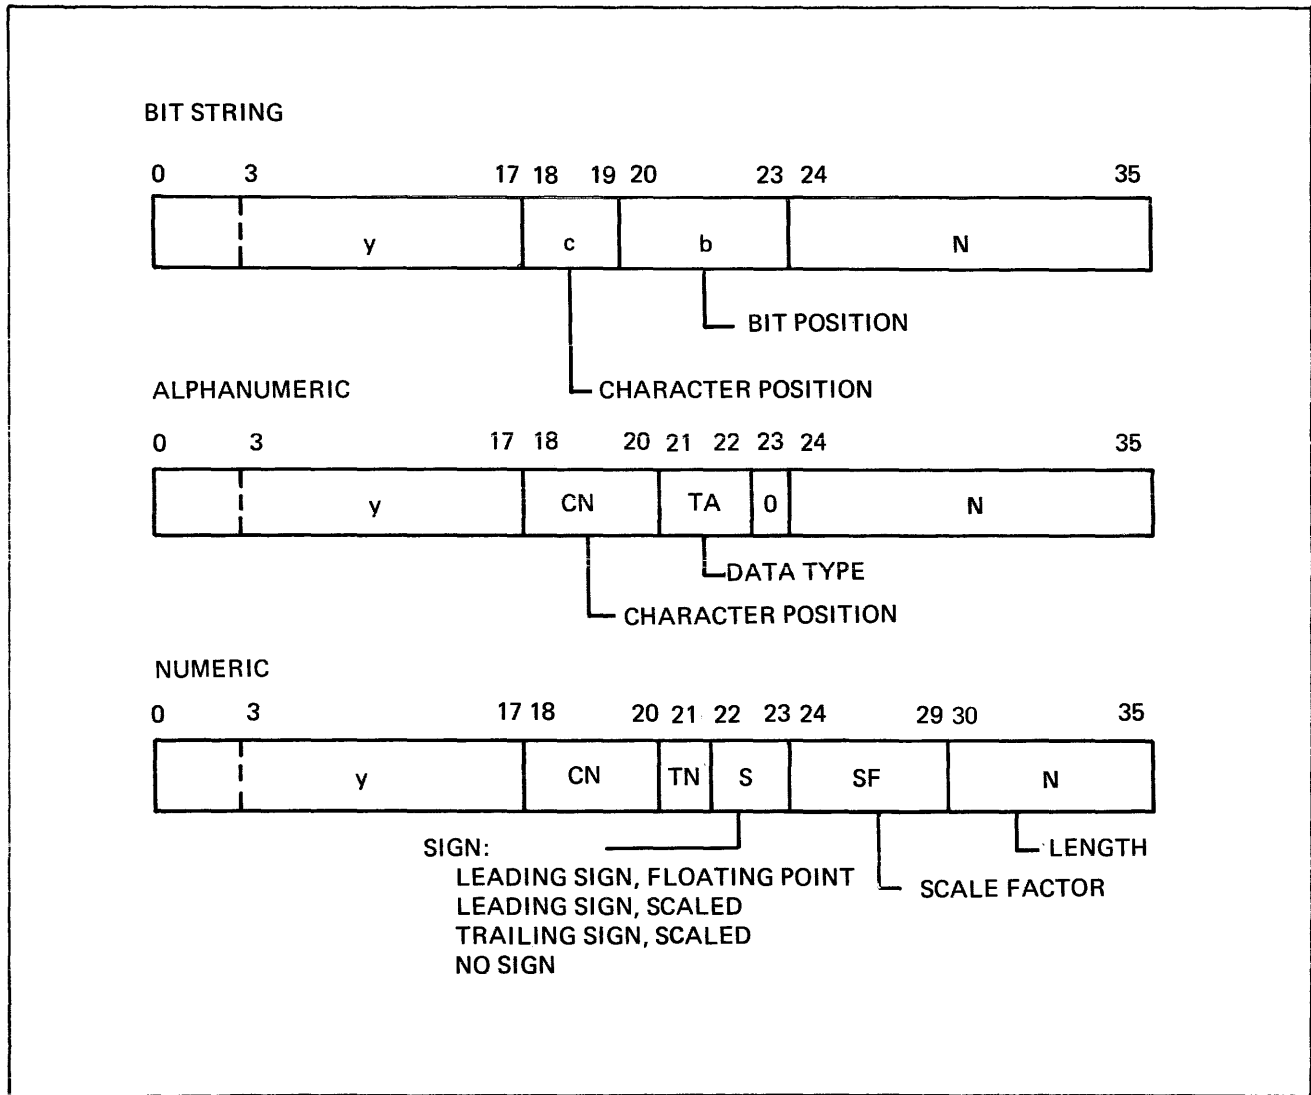 BIT STRING
0 3 17 18 19 20 23 24 35
y c b N
BIT POSITION
CHARACTER POSITION
ALPHANUMERIC
0 3 17 18 20 21 22 23 24 35
y CN TA 0 N
DATA TYPE
CHARACTER POSITION
NUMERIC
0 3 17 18 20 21 22 23 24 29 30 35
y CN TN S SF N
SIGN:
LENGTH
LEADING SIGN, FLOATING POINT
SCALE FACTOR
LEADING SIGN, SCALED
TRAILING SIGN, SCALED
NO SIGN